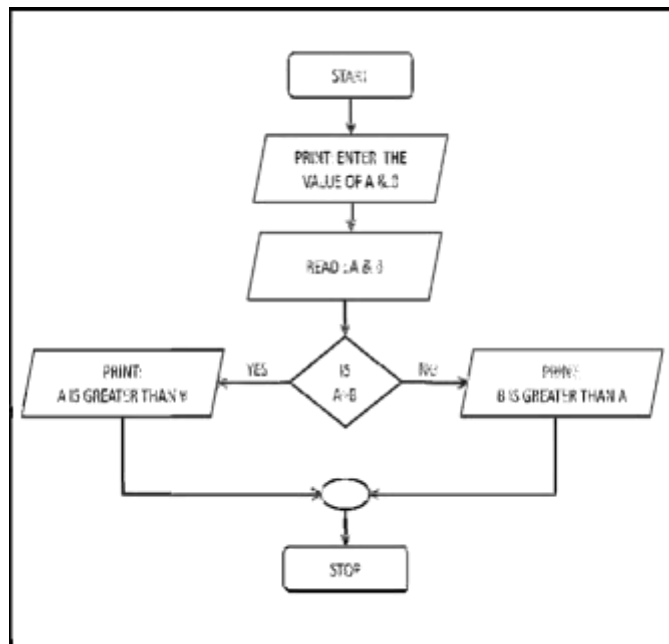 START
PRINT: ENTER THE
VALUE OF A &
READ : A &
YES
IS
NO
PRINT:
A IS GREATER THAN
PRINT:
B IS GREATER THAN A
STOP